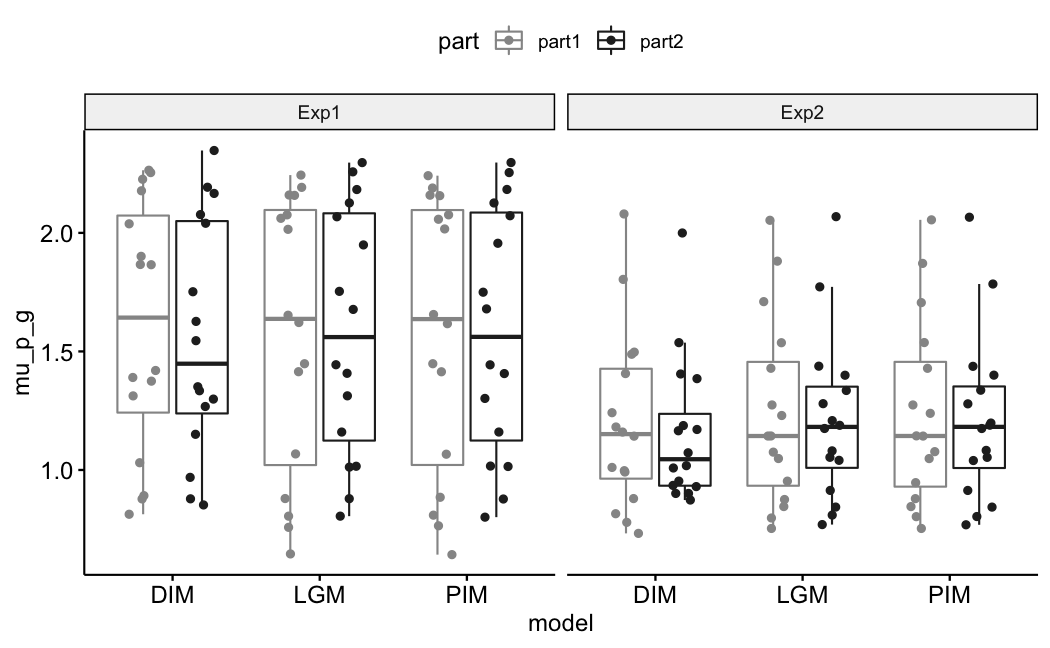 part part1 part2
Exp1 Exp2
mu_p_g
2.0
1.5
1.0
DIM LGM PIM DIM LGM PIM
model